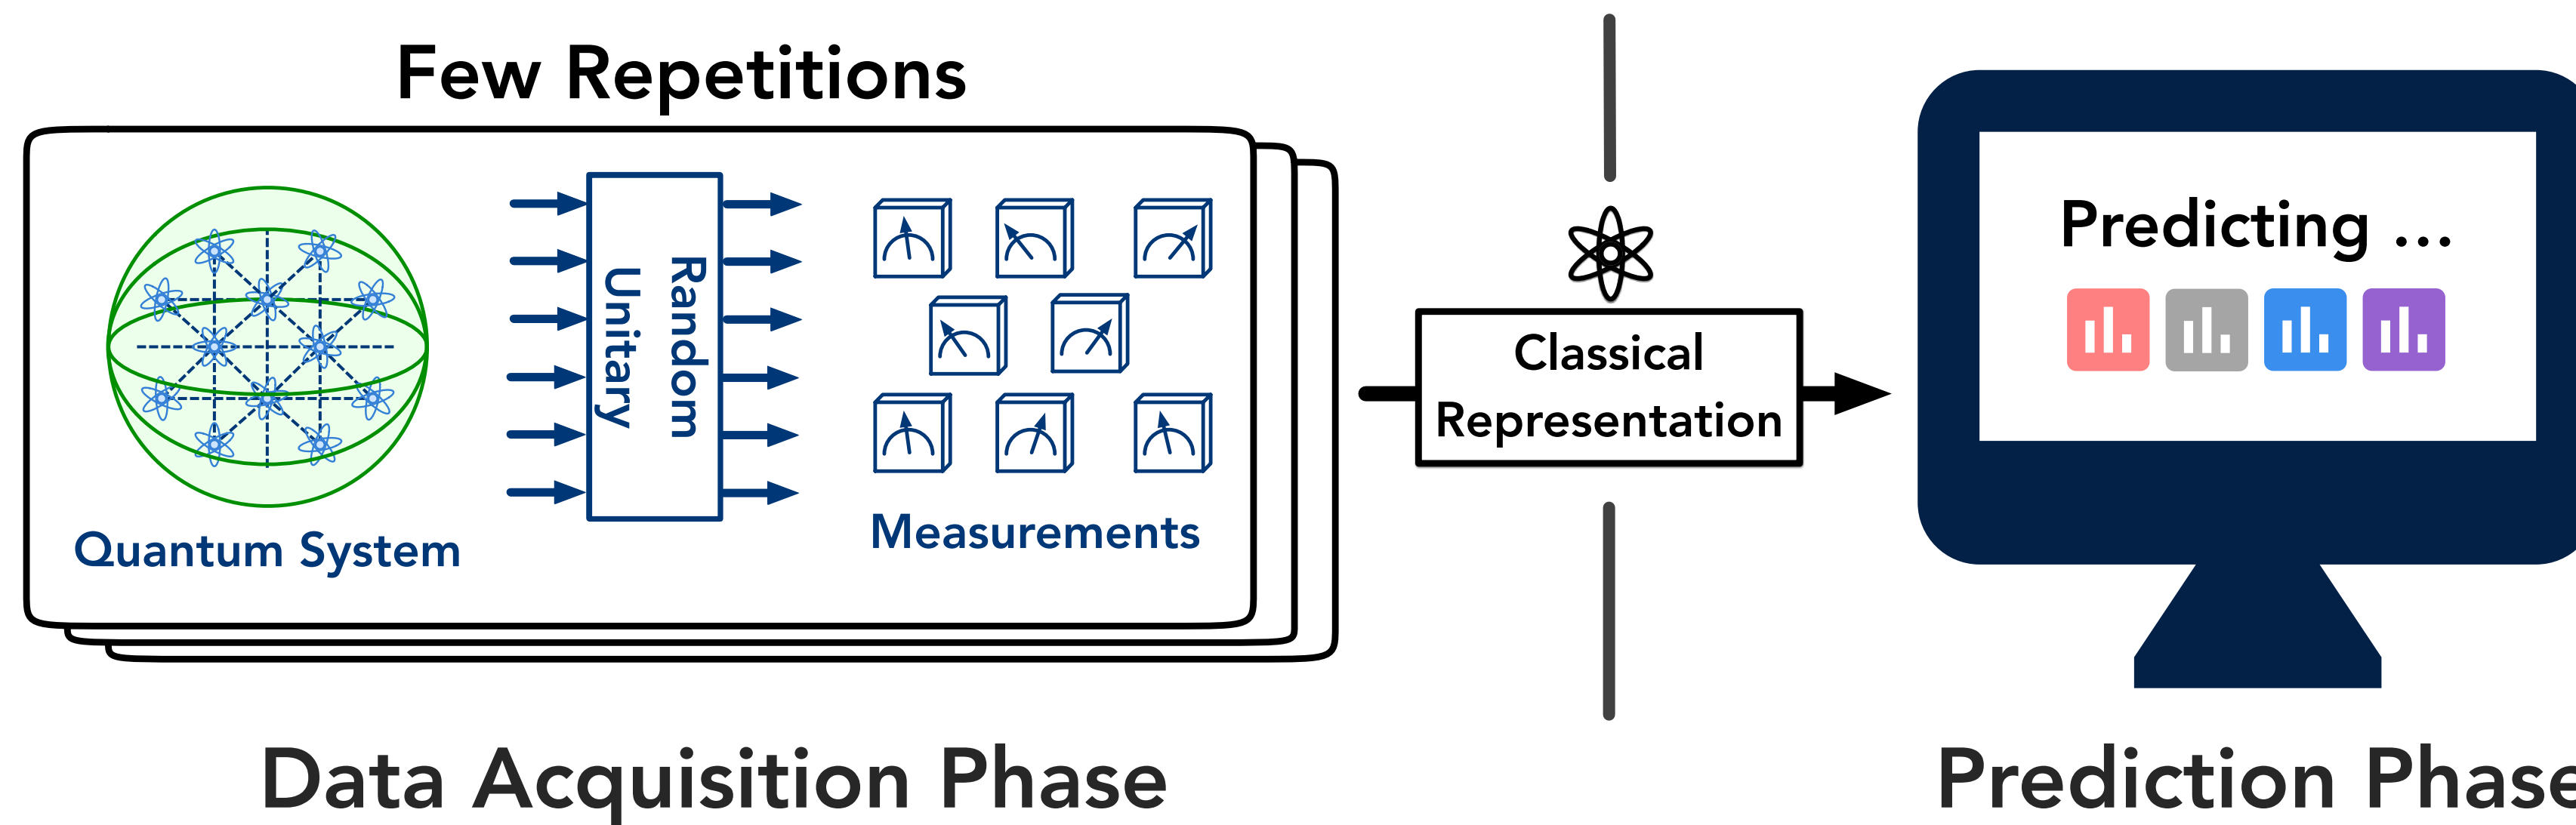 Few Repetitions
Quantum System
Random
Unitary
Measurements
Classical
Representation
Predicting ...
Data Acquisition Phase
Prediction Phase